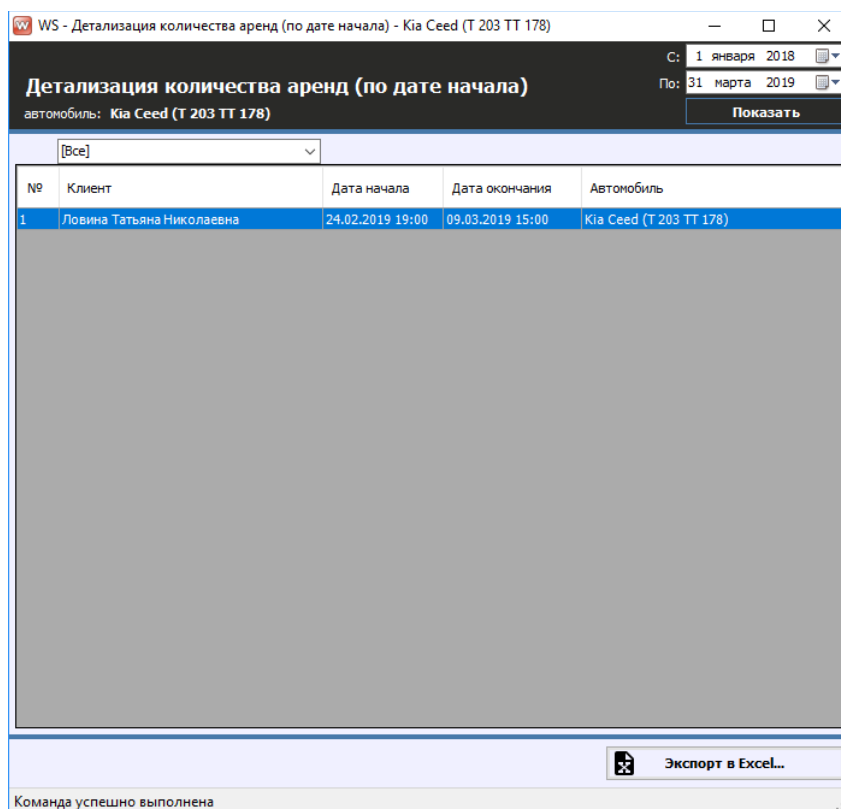 WS - Детализация количества аренд (по дате начала) - Kia Ceed (T 203 TT 178)
С: 1 января 2018
Детализация количества аренд (по дате начала)
По: 31 марта 2019
автомобиль: Kia Ceed (T 203 TT 178)
Показать
[Все]
№ Клиент Дата начала Дата окончания Автомобиль
1 Ловина Татьяна Николаевна 24.02.2019 19:00 09.03.2019 15:00 Kia Ceed (T 203 TT 178)
Экспорт в Excel...
Команда успешно выполнена